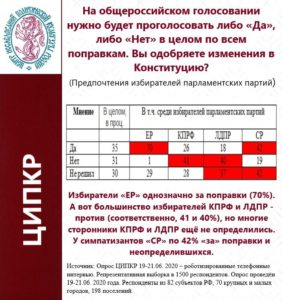 На общероссийском голосовании
нужно будет проголосовать либо «Да»,
либо «Нет» в целом по всем
поправкам. Вы одобряете изменения в
Конституцию?
(Предпочтения избирателей парламентских партий)
Мнение В целом, в проц. В т.ч. среди избирателей парламентских партий
ЕР КПРФ ЛДПР СР
Да 35 70 26 18 42
Нет 31 1 41 40 19
Не решил 30 29 28 37 42
ЦИПКР
Избиратели «ЕР» однозначно за поправки (70%).
А вот большинство избирателей КПРФ и ЛДПР -
против (соответственно, 41 и 40%), но многие
сторонники КПРФ и ЛДПР ещё не определились.
У симпатизантов «СР» по 42% «за» поправки и
неопределившихся.
Источник: Опрос ЦИПКР 19-21.06. 2020 – роботизированные телефонные
интервью. Репрезентативная выборка в 1500 респондентов. Опрос проведён
19-21.06. 2020 года. Респонденты из 82 субъектов РФ, 70 крупных и малых
городов, 198 поселений.